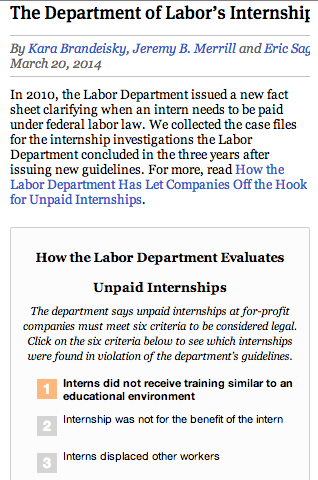 The Department of Labor's Internship
By Kara Brandeisky, Jeremy B. Merrill and Eric Sag
March 20, 2014
In 2010, the Labor Department issued a new fact
sheet clarifying when an intern needs to be paid
under federal labor law. We collected the case files
for the internship investigations the Labor
Department concluded in the three years after
issuing new guidelines. For more, read How the
Labor Department Has Let Companies Off the Hook
for Unpaid Internships.
How the Labor Department Evaluates
Unpaid Internships
The department says unpaid internships at for-profit
companies must meet six criteria to be considered legal.
Click on the six criteria below to see which internships
were found in violation of the department's guidelines.
1 Interns did not receive training similar to an
educational environment
2 Internship was not for the benefit of the intern
3 Interns displaced other workers